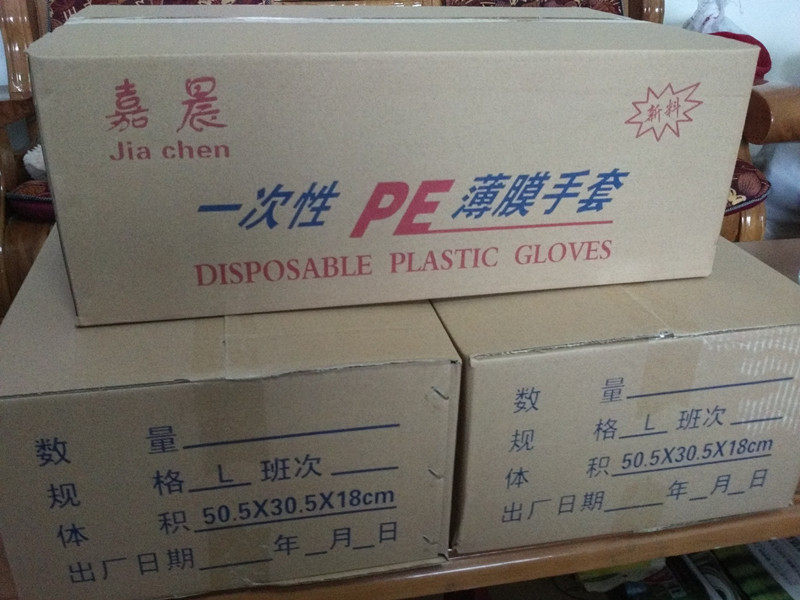 嘉晨
Jia chen
新料
一次性 PE 薄膜手套
DISPOSABLE PLASTIC GLOVES
数 量
规 格 L 班次
体 积 50.5X30.5X18cm
出厂日期 年 月 日
数 量
规 格 L 班次
体 积 50.5X30.5X18cm
出厂日期 年 月 日